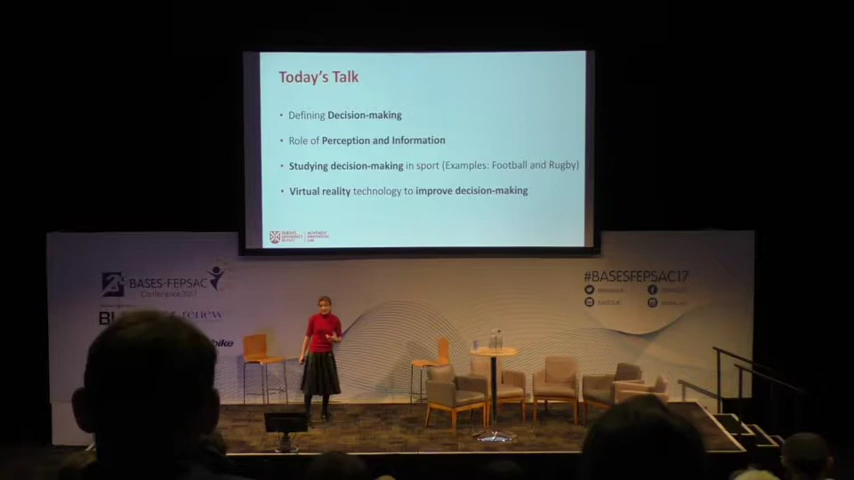 Today's Talk
• Defining Decision-making
• Role of Perception and Information
• Studying decision-making in sport (Examples: Football and Rugby)
• Virtual reality technology to improve decision-making
BASES-FEPSAC
Conference 2017
#BASESFEPSAC17